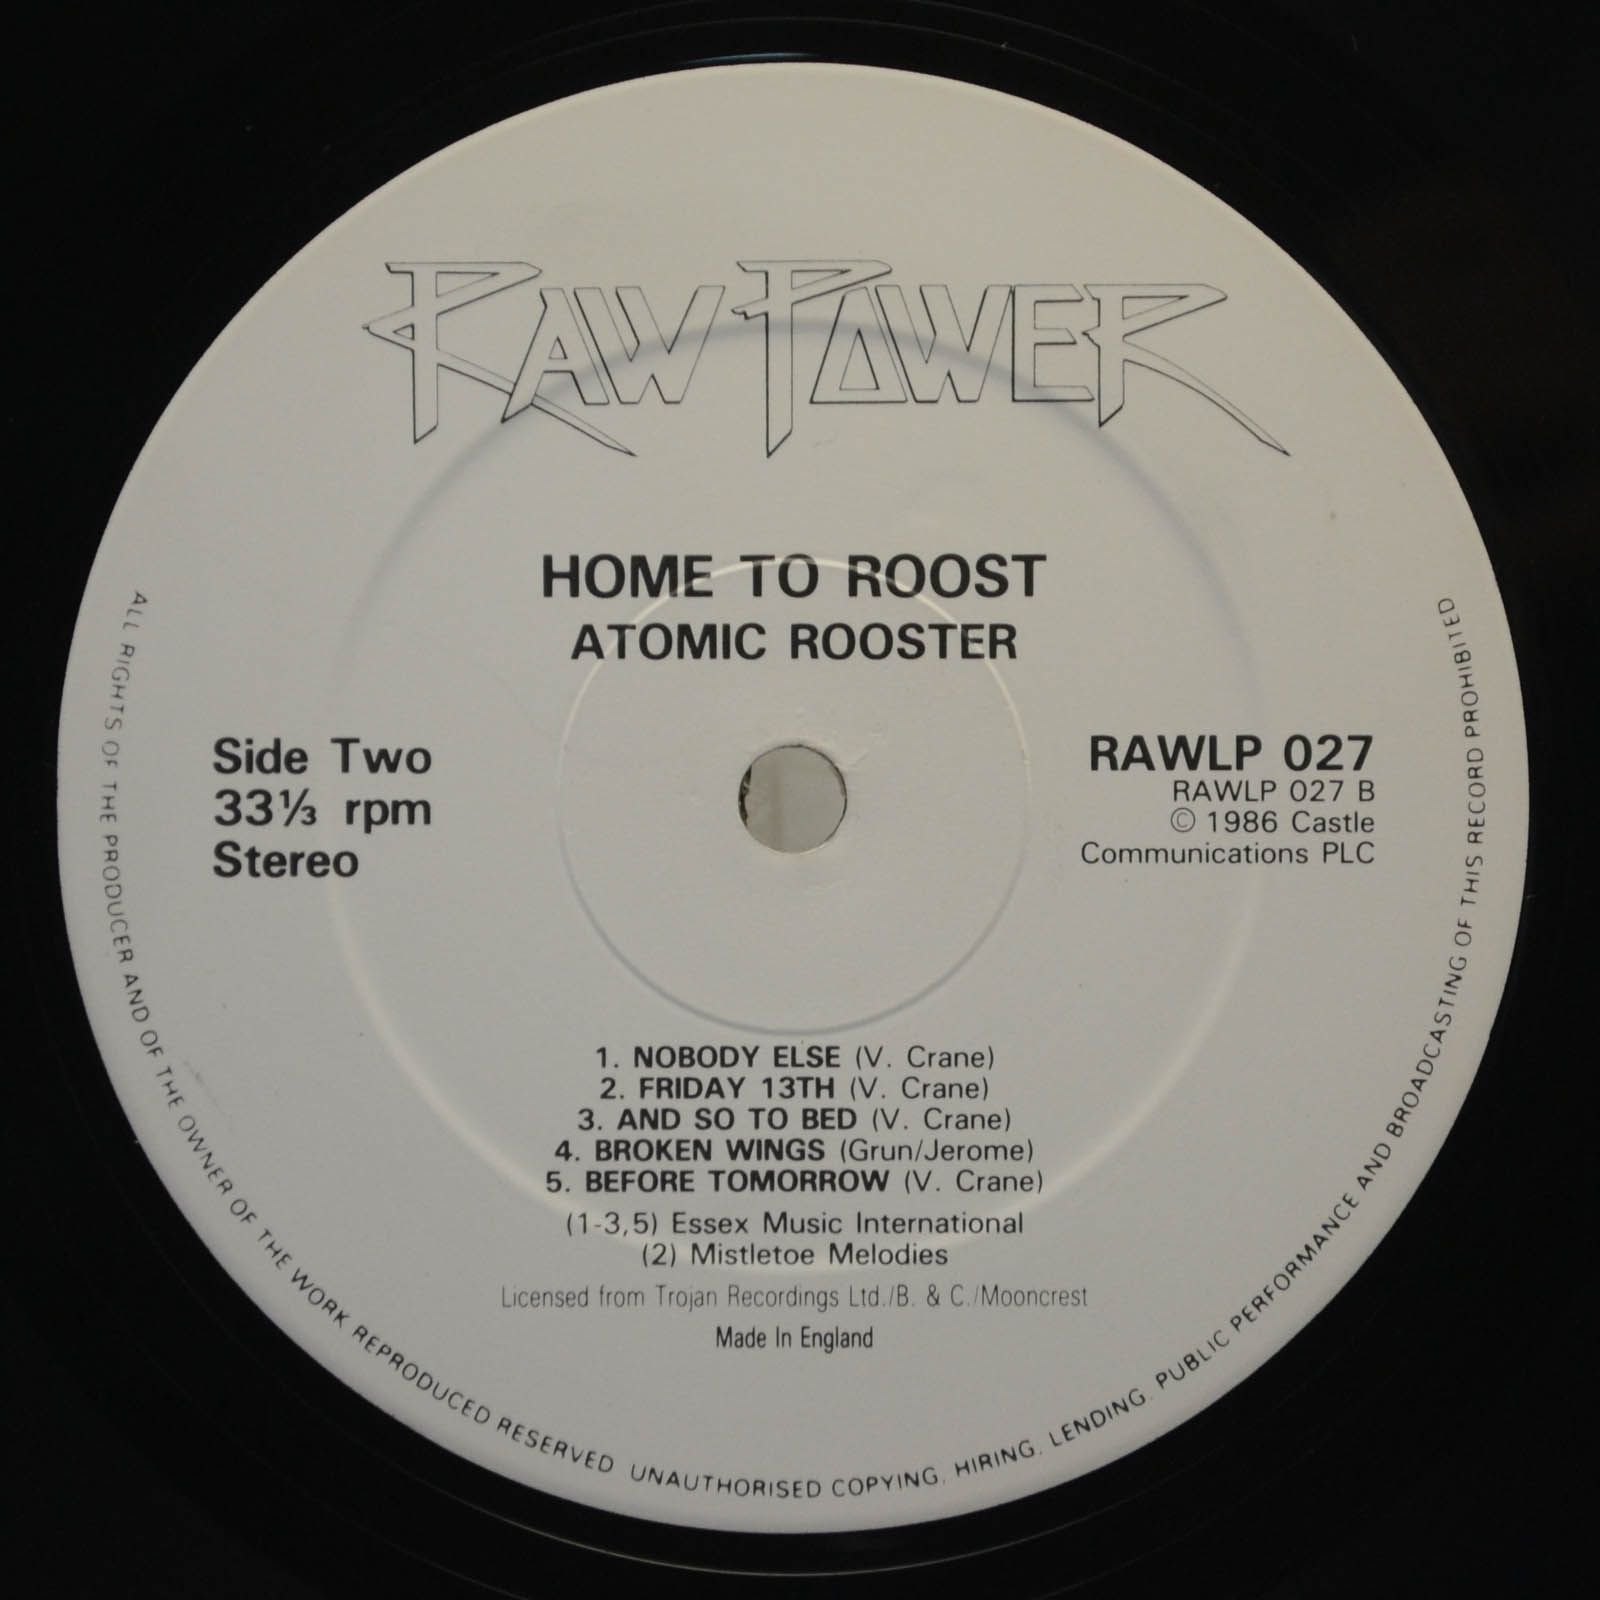 RAW POWER
HOME TO ROOST
ATOMIC ROOSTER
Side Two
33⅓ rpm
Stereo
RAWLP 027
RAWLP 027 B
© 1986 Castle
Communications PLC
1. NOBODY ELSE (V. Crane)
2. FRIDAY 13TH (V. Crane)
3. AND SO TO BED (V. Crane)
4. BROKEN WINGS (Grun/Jerome)
5. BEFORE TOMORROW (V. Crane)
(1-3,5) Essex Music International
(2) Mistletoe Melodies
Licensed from Trojan Recordings Ltd./B. & C./Mooncrest
Made In England
ALL RIGHTS OF THE PRODUCER AND OF THE OWNER OF THE WORK REPRODUCED RESERVED UNAUTHORISED COPYING, HIRING, LENDING, PUBLIC PERFORMANCE AND BROADCASTING OF THIS RECORD PROHIBITED